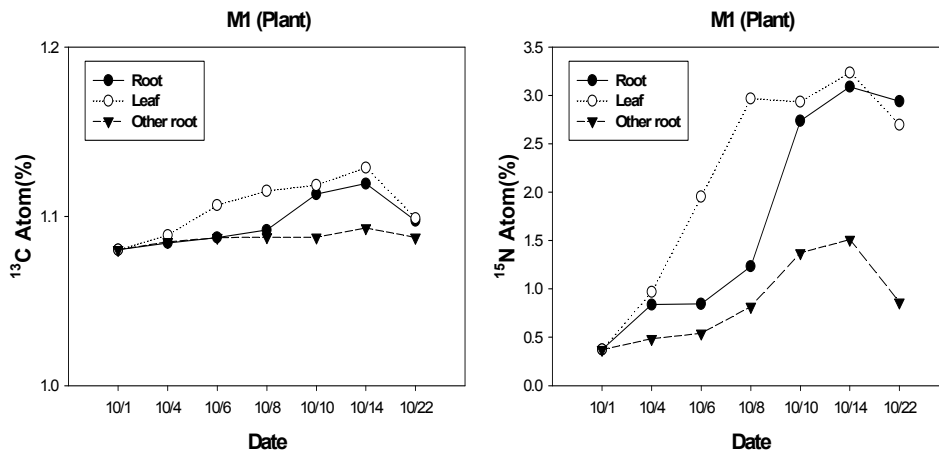 M1 (Plant)
1.2
1.1
1.0
¹³C Atom(%)
Root
Leaf
Other root
10/1 10/4 10/6 10/8 10/10 10/14 10/22
Date
M1 (Plant)
3.5
3.0
2.5
2.0
1.5
1.0
0.5
0.0
¹⁵N Atom(%)
Root
Leaf
Other root
10/1 10/4 10/6 10/8 10/10 10/14 10/22
Date